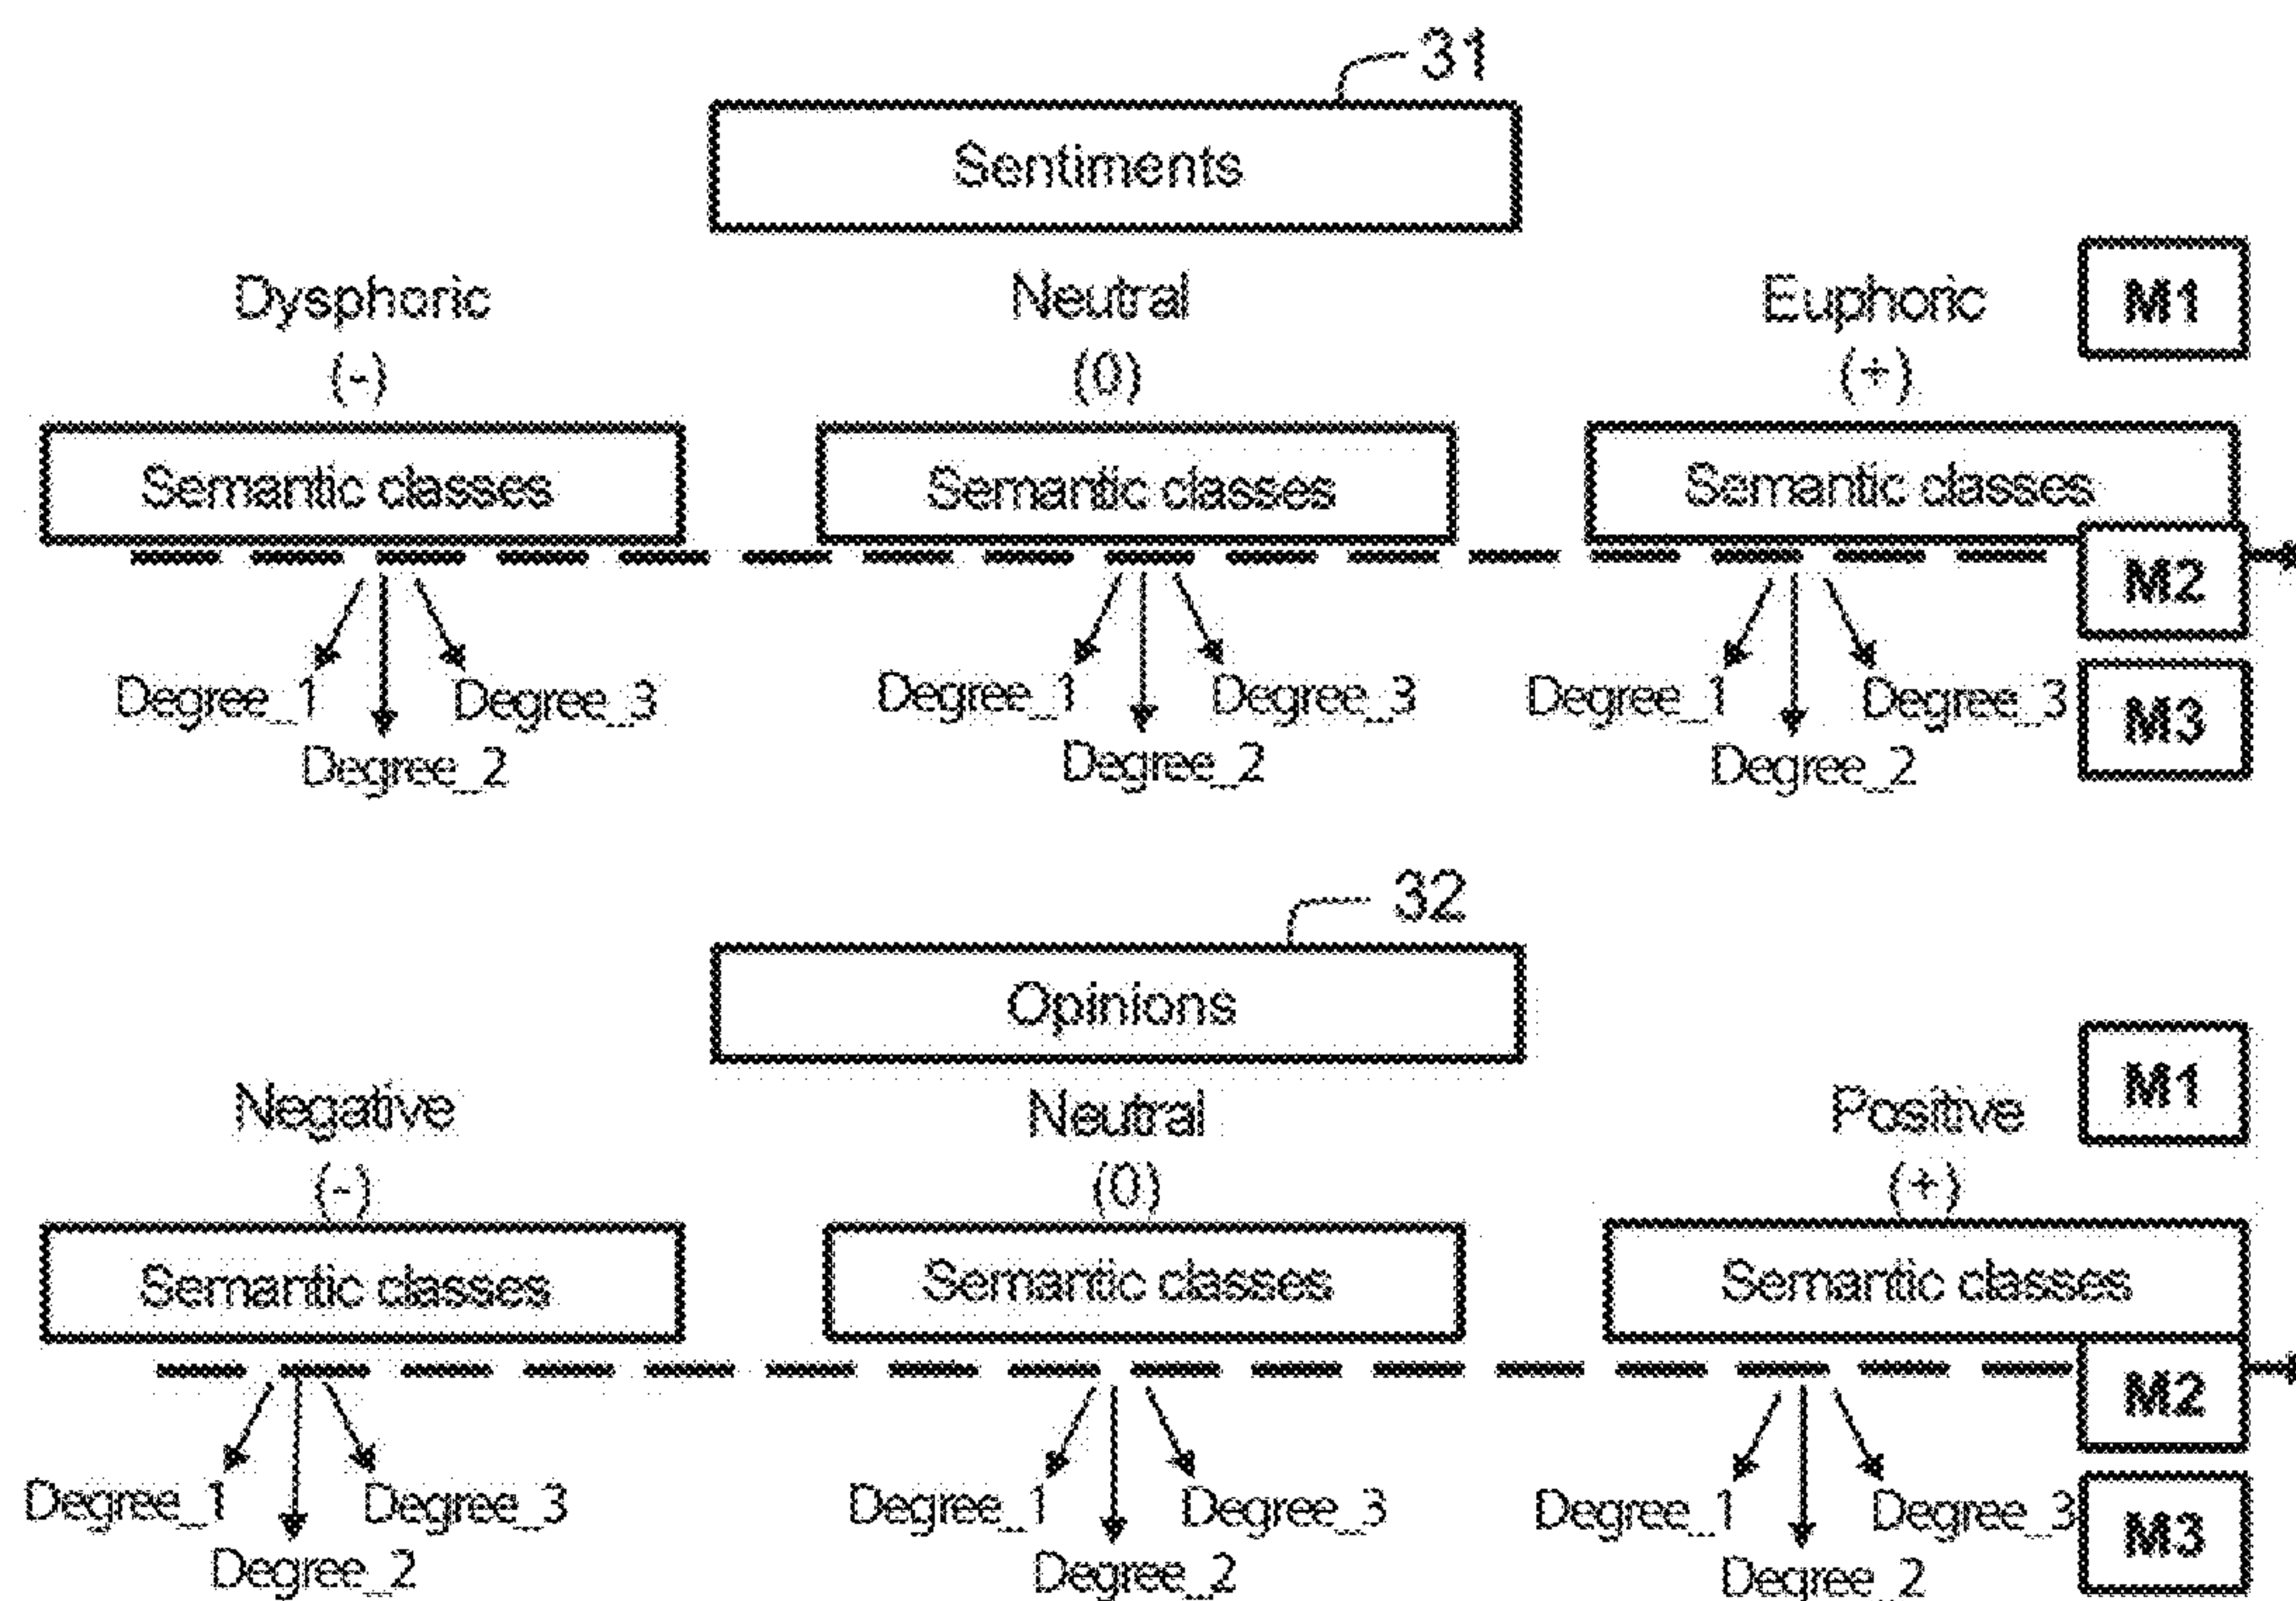 31
Sentiments
Dysphoric Neutral Euphoric M1
(-) (0) (+)
Semantic classes Semantic classes Semantic classes
M2
Degree_1 Degree_3 Degree_1 Degree_3 Degree_1 Degree_3 M3
Degree_2 Degree_2 Degree_2
32
Opinions
Negative Neutral Positive M1
(-) (0) (+)
Semantic classes Semantic classes Semantic classes
M2
Degree_1 Degree_3 Degree_1 Degree_3 Degree_1 Degree_3 M3
Degree_2 Degree_2 Degree_2